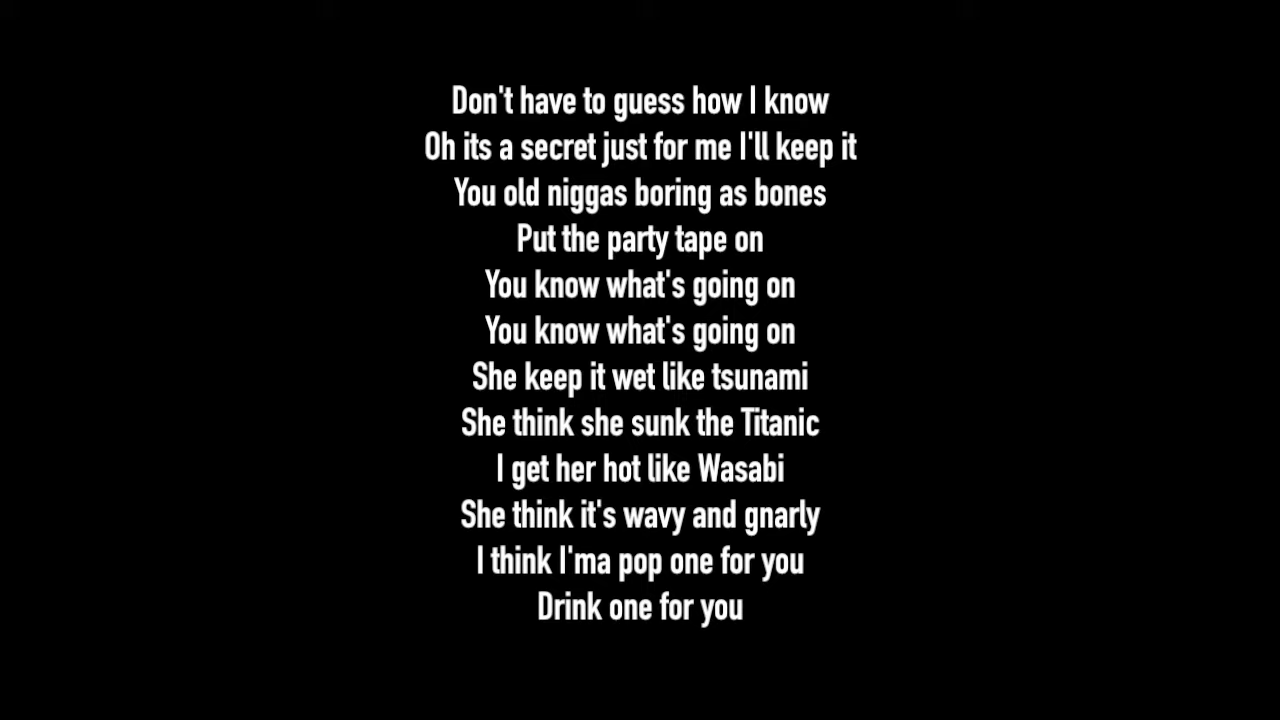 Don't have to guess how I know
Oh its a secret just for me I'll keep it
You old niggas boring as bones
Put the party tape on
You know what's going on
You know what's going on
She keep it wet like tsunami
She think she sunk the Titanic
I get her hot like Wasabi
She think it's wavy and gnarly
I think I'ma pop one for you
Drink one for you